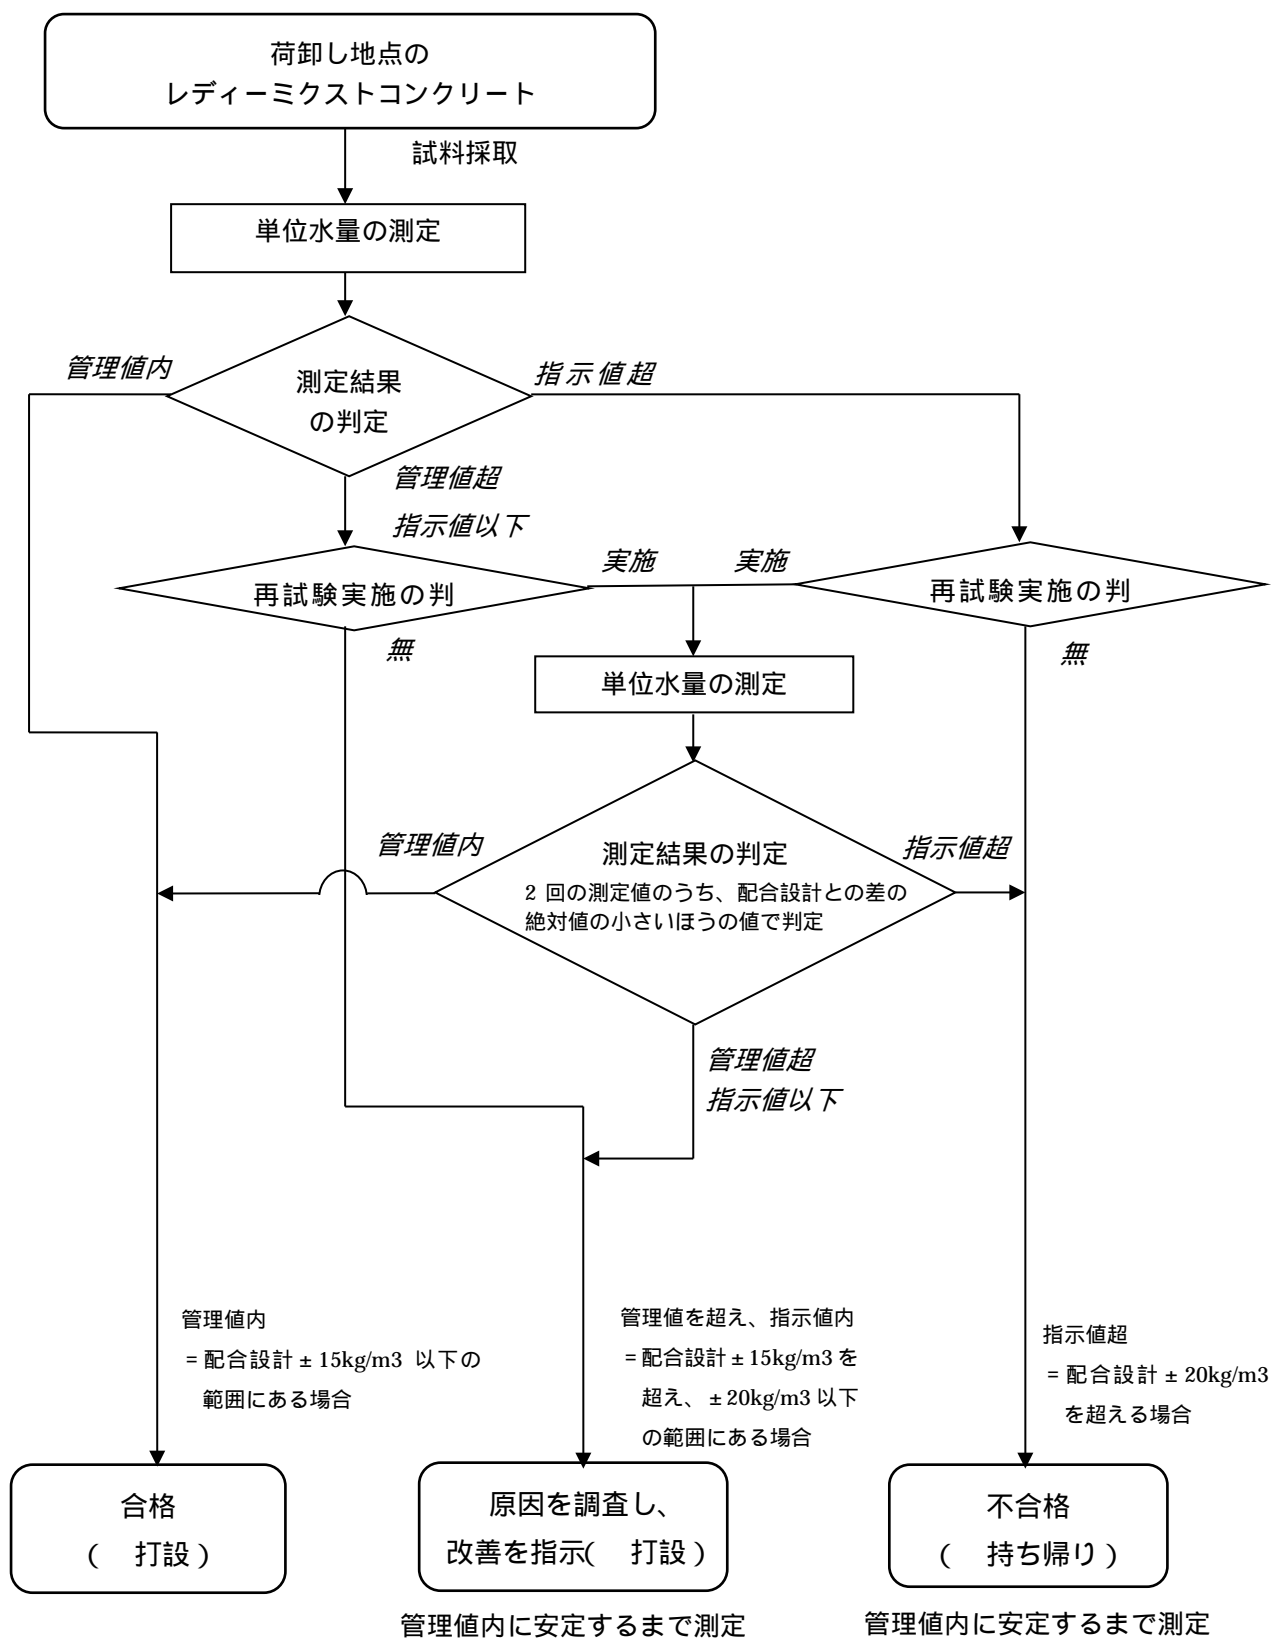 荷卸し地点の
レディーミクストコンクリート
試料採取
単位水量の測定
管理値内
指示値超
測定結果
の判定
管理値超
指示値以下
実施
実施
再試験実施の判
再試験実施の判
無
無
単位水量の測定
管理値内
指示値超
測定結果の判定
2 回の測定値のうち、配合設計との差の
絶対値の小さいほうの値で判定
管理値超
指示値以下
管理値内
=配合設計±15kg/m3 以下の
範囲にある場合
管理値を超え、指示値内
=配合設計±15kg/m3 を
超え、±20kg/m3 以下
の範囲にある場合
指示値超
=配合設計±20kg/m3
を超える場合
合格
( 打設)
原因を調査し、
改善を指示( 打設)
不合格
( 持ち帰り)
管理値内に安定するまで測定
管理値内に安定するまで測定